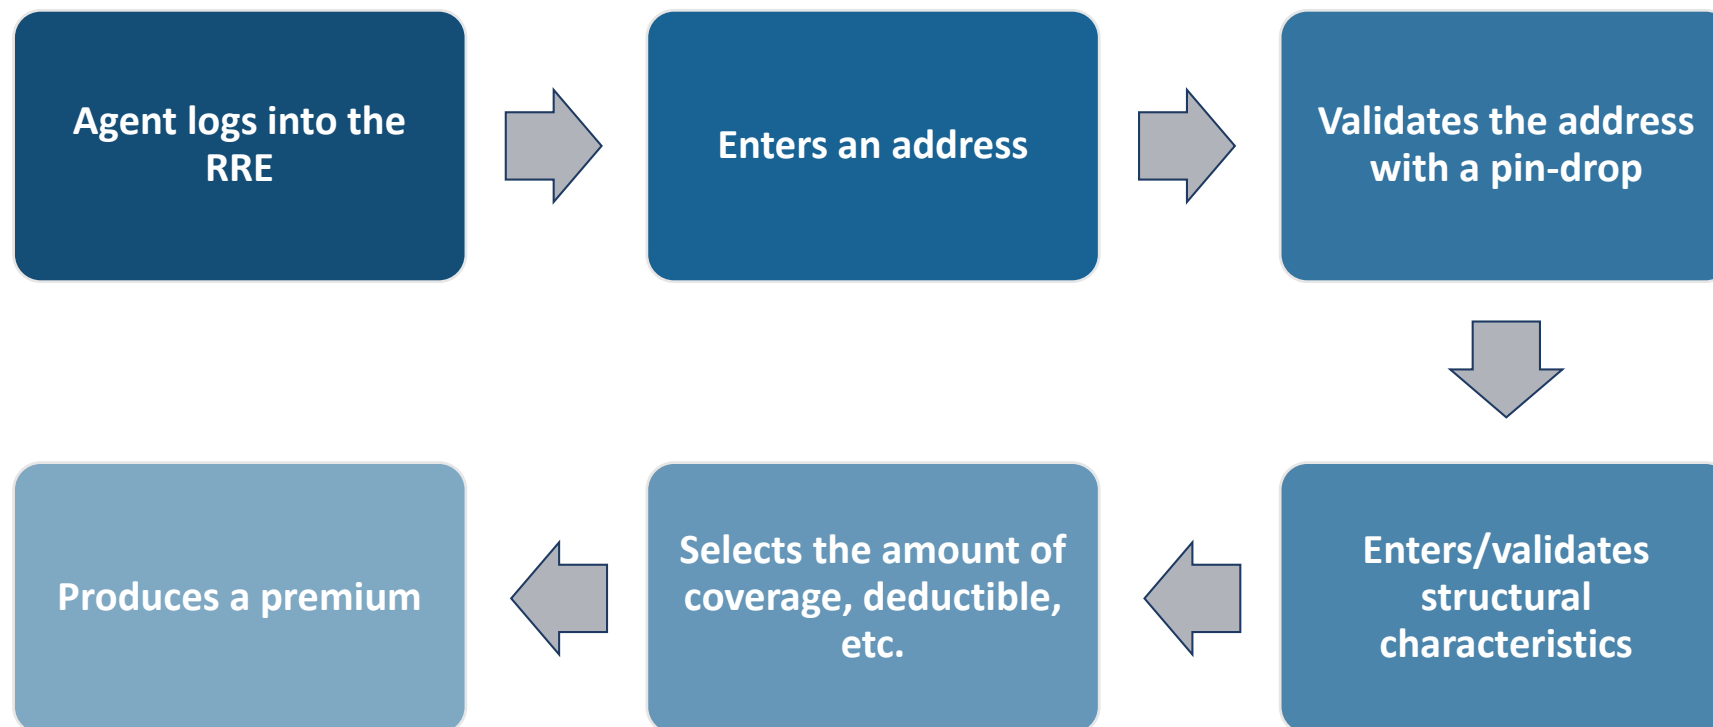 Agent logs into the
RRE
Enters an address
Validates the address
with a pin-drop
Enters/validates
structural
characteristics
Selects the amount of
coverage, deductible,
etc.
Produces a premium